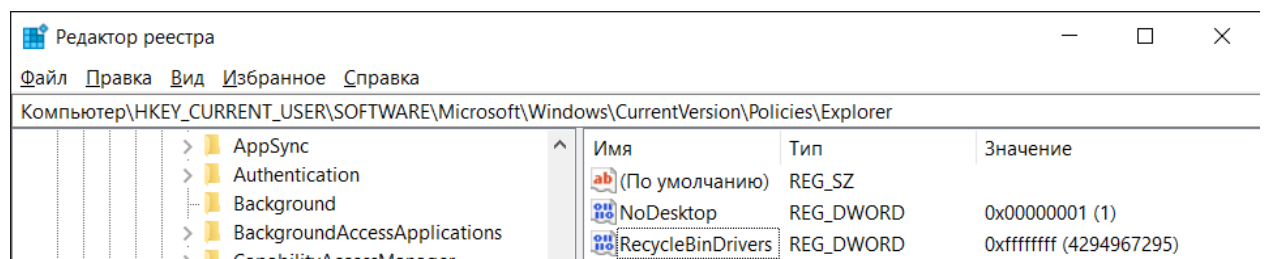 Редактор реестра
Файл Правка Вид Избранное Справка
Компьютер\HKEY_CURRENT_USER\SOFTWARE\Microsoft\Windows\CurrentVersion\Policies\Explorer
AppSync
Authentication
Background
BackgroundAccessApplications
CapabilityAccessManager
Имя Тип Значение
(По умолчанию) REG_SZ
NoDesktop REG_DWORD 0x00000001 (1)
RecycleBinDrivers REG_DWORD 0xffffffff (4294967295)